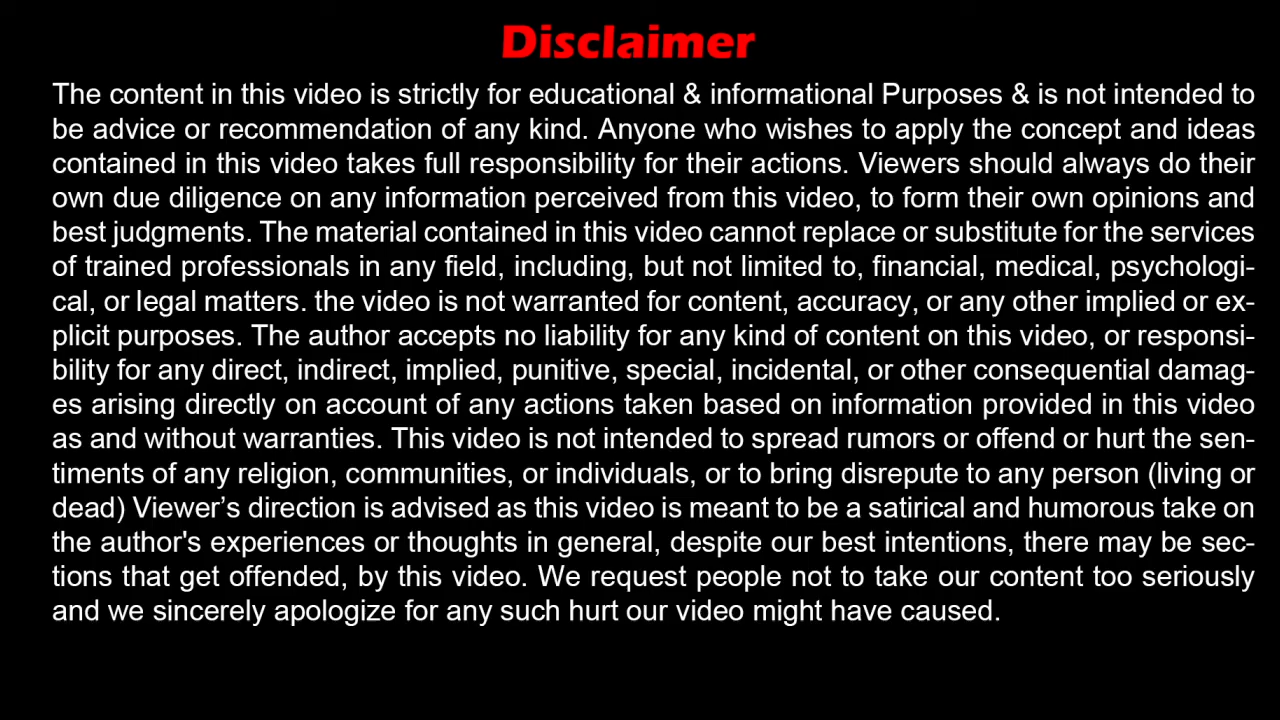 Disclaimer
The content in this video is strictly for educational & informational Purposes & is not intended to
be advice or recommendation of any kind. Anyone who wishes to apply the concept and ideas
contained in this video takes full responsibility for their actions. Viewers should always do their
own due diligence on any information perceived from this video, to form their own opinions and
best judgments. The material contained in this video cannot replace or substitute for the services
of trained professionals in any field, including, but not limited to, financial, medical, psychologi-
cal, or legal matters. the video is not warranted for content, accuracy, or any other implied or ex-
plicit purposes. The author accepts no liability for any kind of content on this video, or responsi-
bility for any direct, indirect, implied, punitive, special, incidental, or other consequential damag-
es arising directly on account of any actions taken based on information provided in this video
as and without warranties. This video is not intended to spread rumors or offend or hurt the sen-
timents of any religion, communities, or individuals, or to bring disrepute to any person (living or
dead) Viewer’s direction is advised as this video is meant to be a satirical and humorous take on
the author's experiences or thoughts in general, despite our best intentions, there may be sec-
tions that get offended, by this video. We request people not to take our content too seriously
and we sincerely apologize for any such hurt our video might have caused.